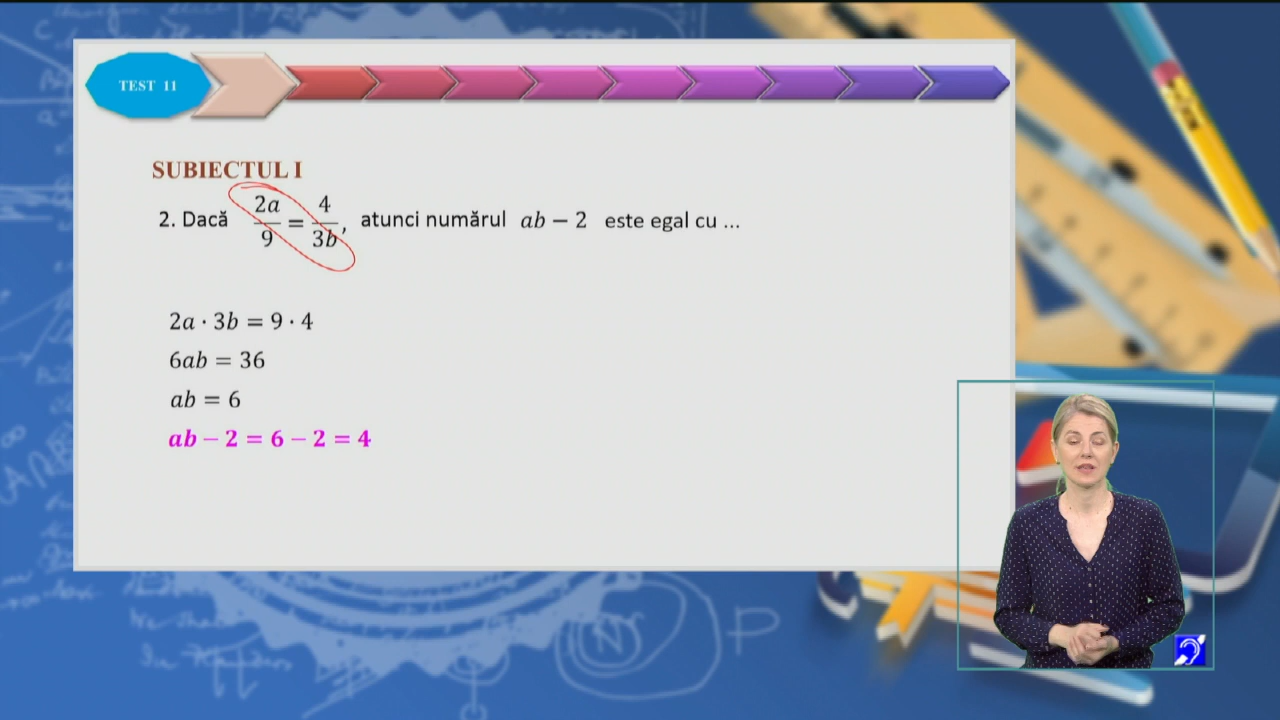 TEST 11
SUBIECTUL I
2. Dacă 2a/9 = 4/3b, atunci numărul ab − 2 este egal cu ...
2a · 3b = 9 · 4
6ab = 36
ab = 6
ab − 2 = 6 − 2 = 4
N
P